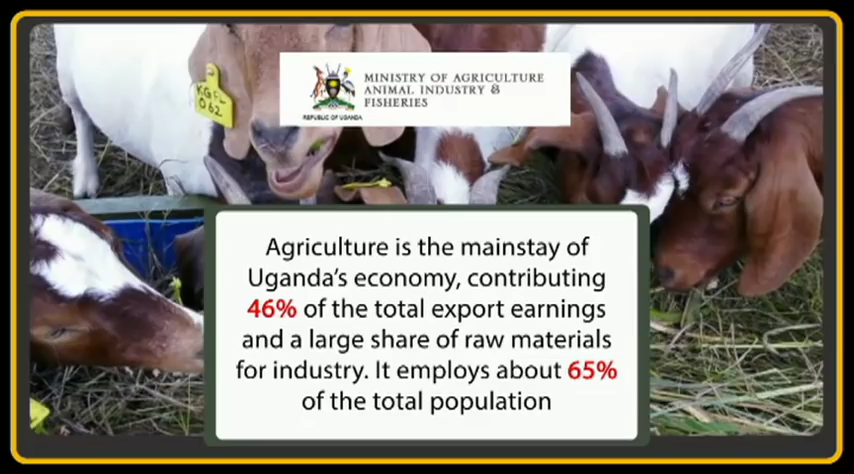 MINISTRY OF AGRICULTURE
ANIMAL INDUSTRY &
FISHERIES
REPUBLIC OF UGANDA
KGFL
062
Agriculture is the mainstay of
Uganda's economy, contributing
46% of the total export earnings
and a large share of raw materials
for industry. It employs about 65%
of the total population